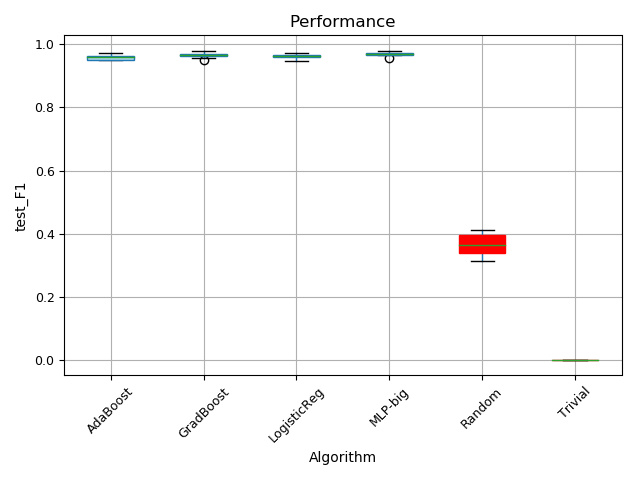 Performance
test_F1
1.0
0.8
0.6
0.4
0.2
0.0
AdaBoost
GradBoost
LogisticReg
MLP-big
Random
Trivial
Algorithm